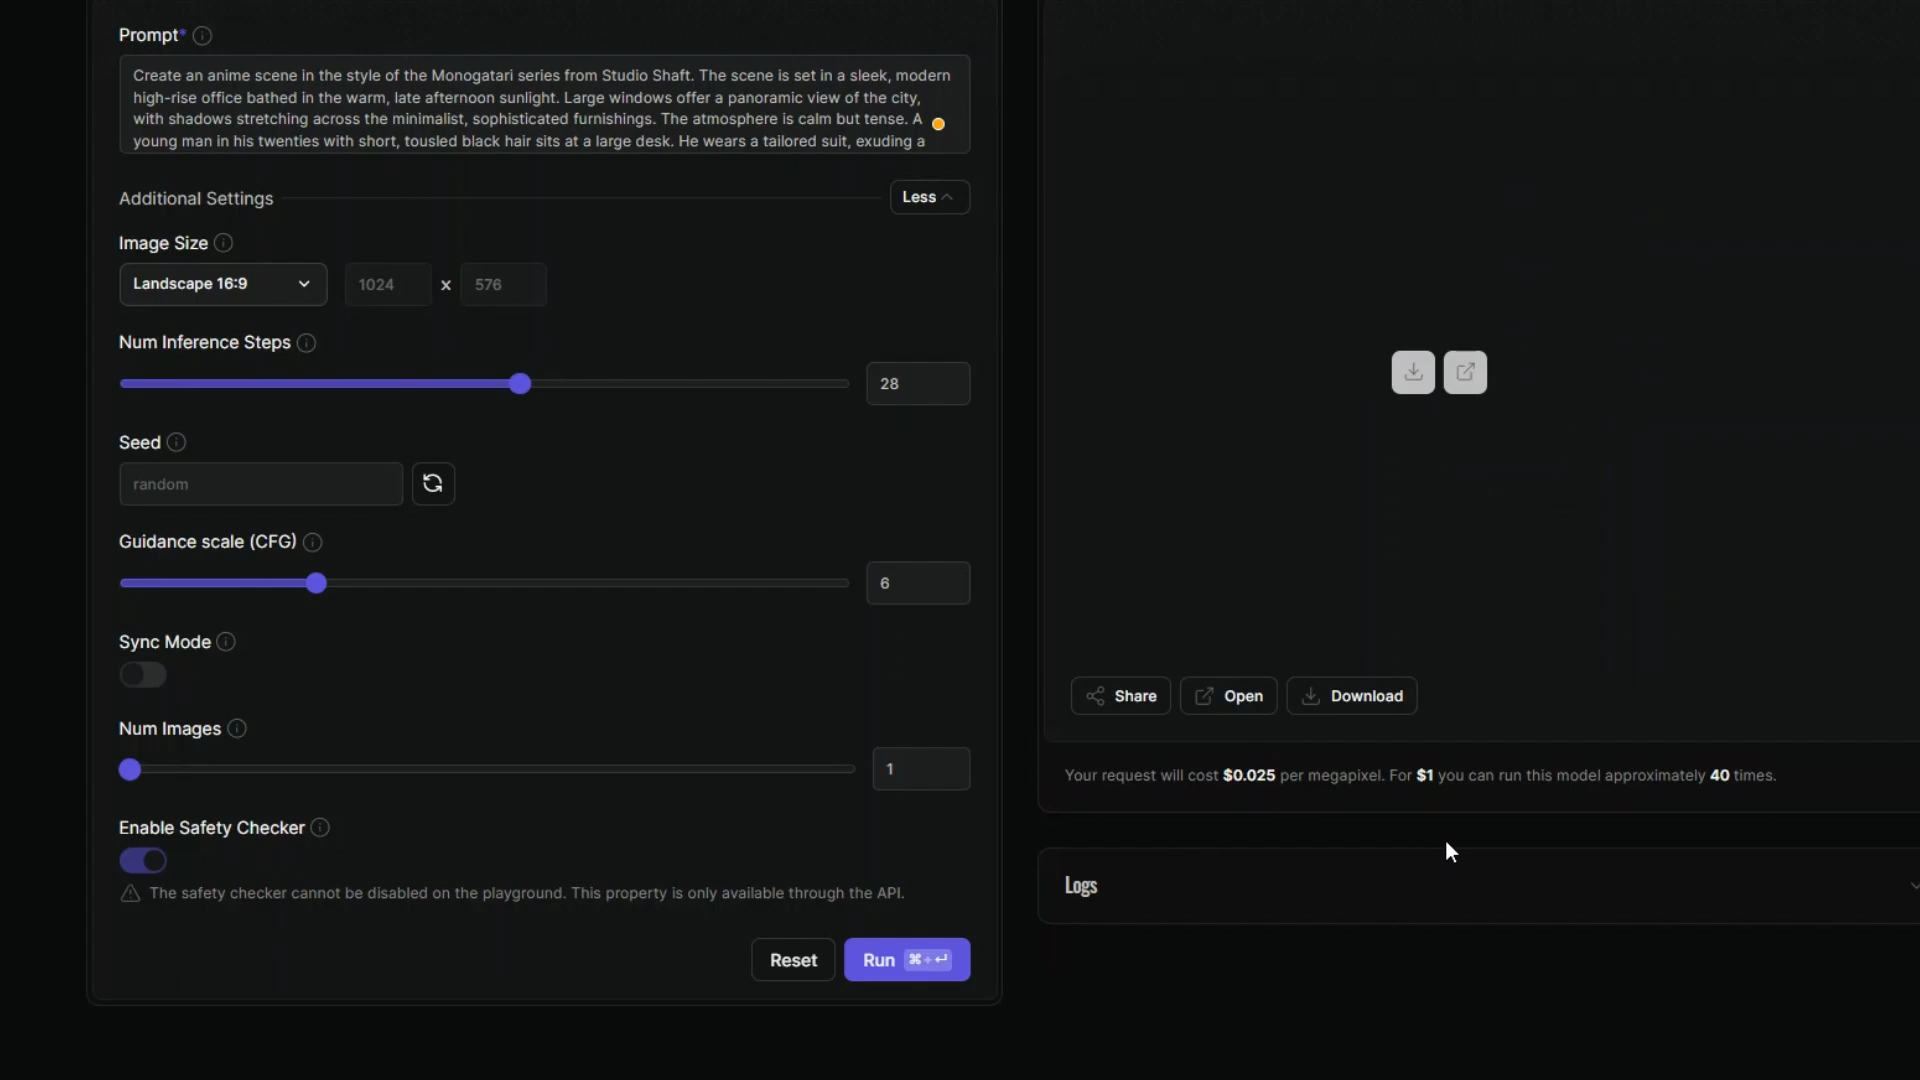 Prompt*
Create an anime scene in the style of the Monogatari series from Studio Shaft. The scene is set in a sleek, modern
high-rise office bathed in the warm, late afternoon sunlight. Large windows offer a panoramic view of the city,
with shadows stretching across the minimalist, sophisticated furnishings. The atmosphere is calm but tense. A
young man in his twenties with short, tousled black hair sits at a large desk. He wears a tailored suit, exuding a
Additional Settings
Less
Image Size
Landscape 16:9
1024 x 576
Num Inference Steps
28
Seed
random
Guidance scale (CFG)
6
Sync Mode
Num Images
1
Enable Safety Checker
The safety checker cannot be disabled on the playground. This property is only available through the API.
Reset
Run ⌘+↵
Share
Open
Download
Your request will cost $0.025 per megapixel. For $1 you can run this model approximately 40 times.
Logs